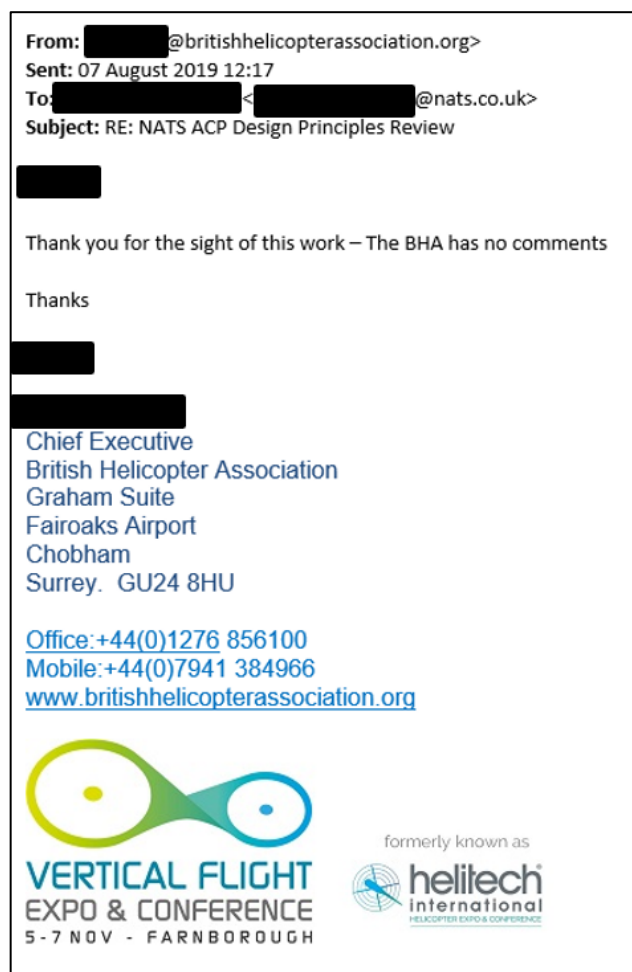 From: @britishhelicopterassociation.org>
Sent: 07 August 2019 12:17
To: < @nats.co.uk>
Subject: RE: NATS ACP Design Principles Review
Thank you for the sight of this work – The BHA has no comments
Thanks
Chief Executive
British Helicopter Association
Graham Suite
Fairoaks Airport
Chobham
Surrey.  GU24 8HU
Office:+44(0)1276 856100
Mobile:+44(0)7941 384966
www.britishhelicopterassociation.org
VERTICAL FLIGHT
EXPO & CONFERENCE
5-7 NOV - FARNBOROUGH
formerly known as
helitech
international
HELICOPTER EXPO & CONFERENCE